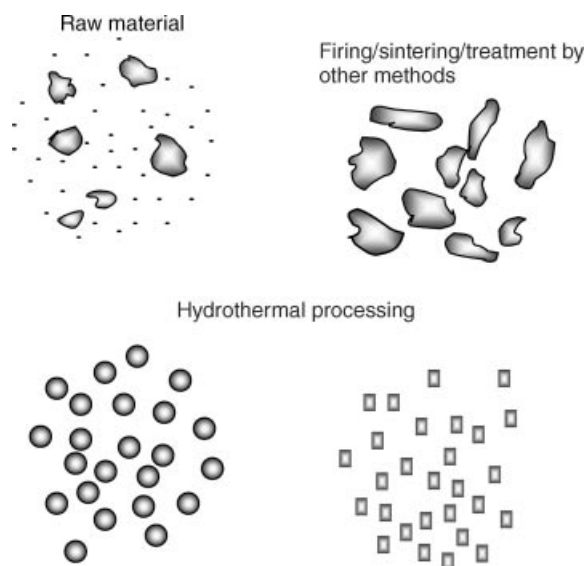 Raw material
Firing/sintering/treatment by
other methods
Hydrothermal processing